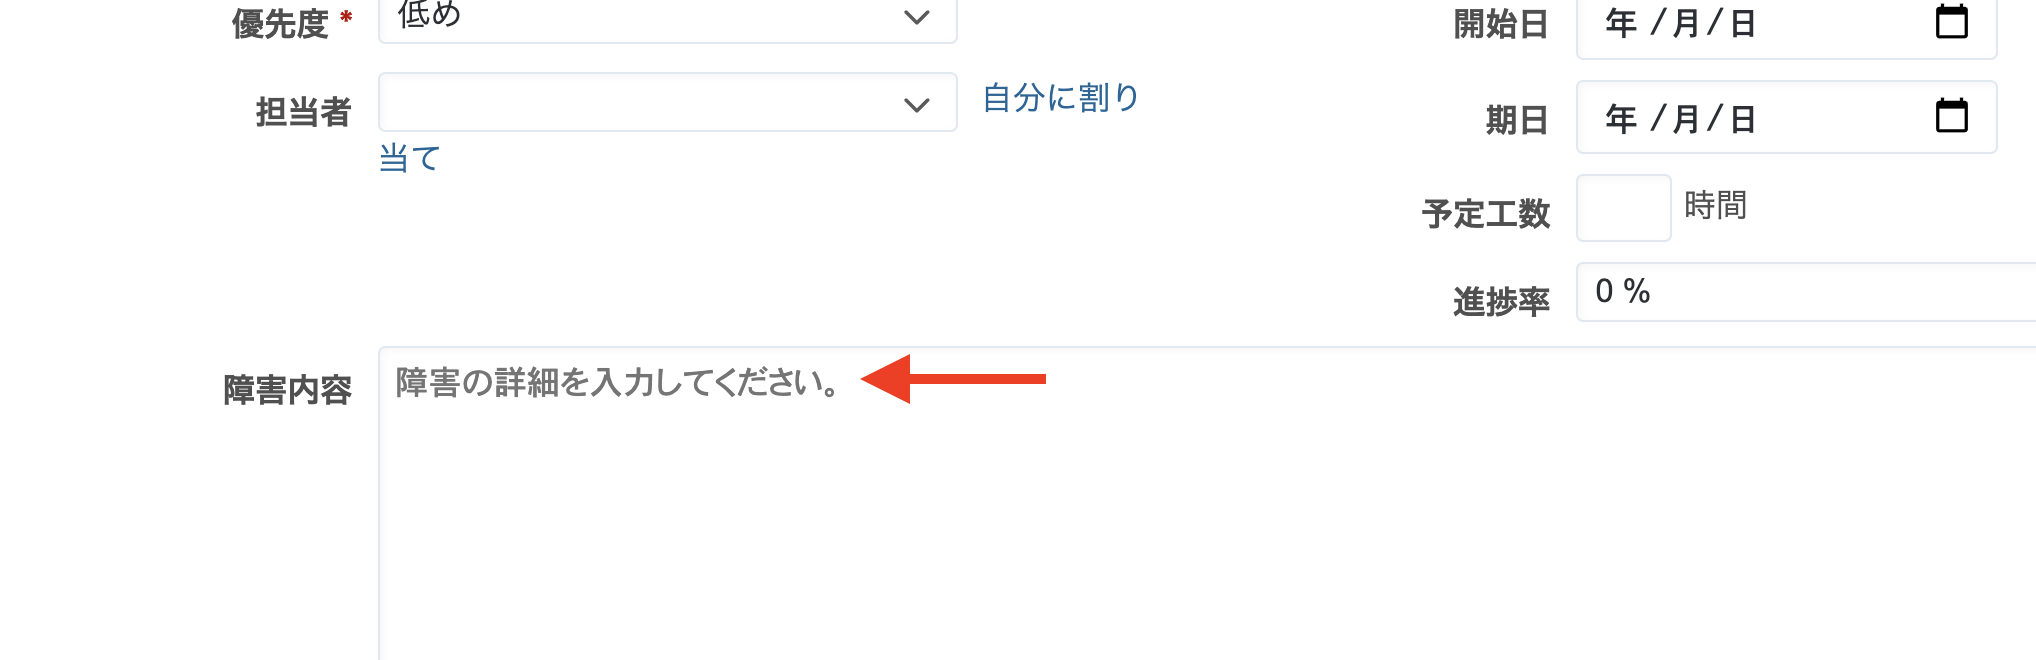 優先度 * 低め
開始日 年 / 月 / 日
担当者 自分に割り
当て
期日 年 / 月 / 日
予定工数 時間
進捗率 0 %
障害内容 障害の詳細を入力してください。